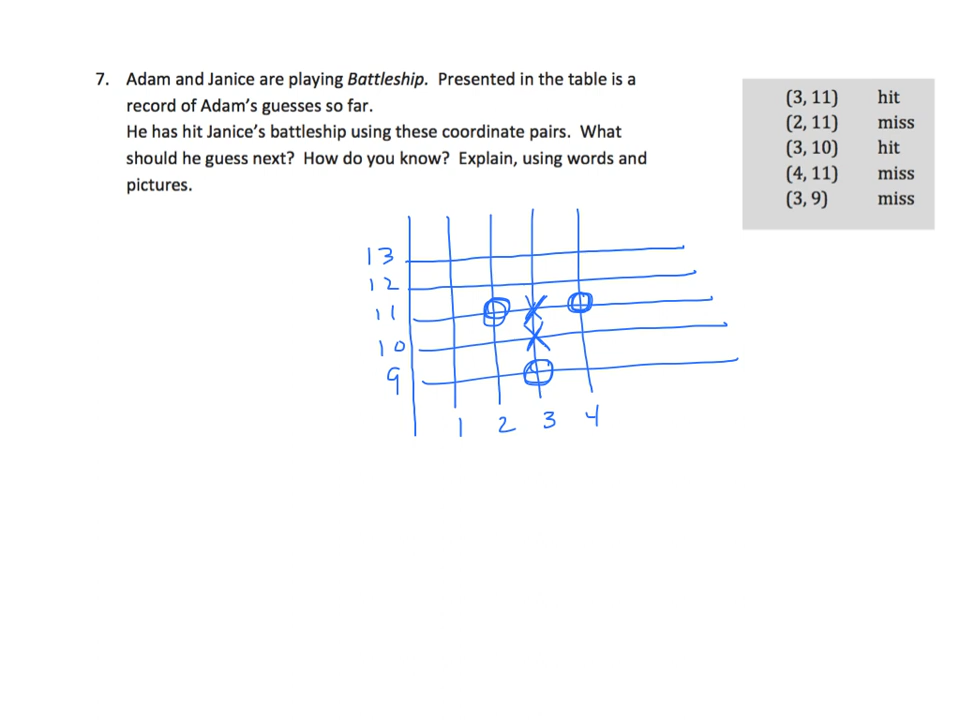 7. Adam and Janice are playing Battleship. Presented in the table is a
record of Adam's guesses so far.
He has hit Janice's battleship using these coordinate pairs. What
should he guess next? How do you know? Explain, using words and
pictures.
(3, 11) hit
(2, 11) miss
(3, 10) hit
(4, 11) miss
(3, 9) miss
13
12
11
10
9
1 2 3 4